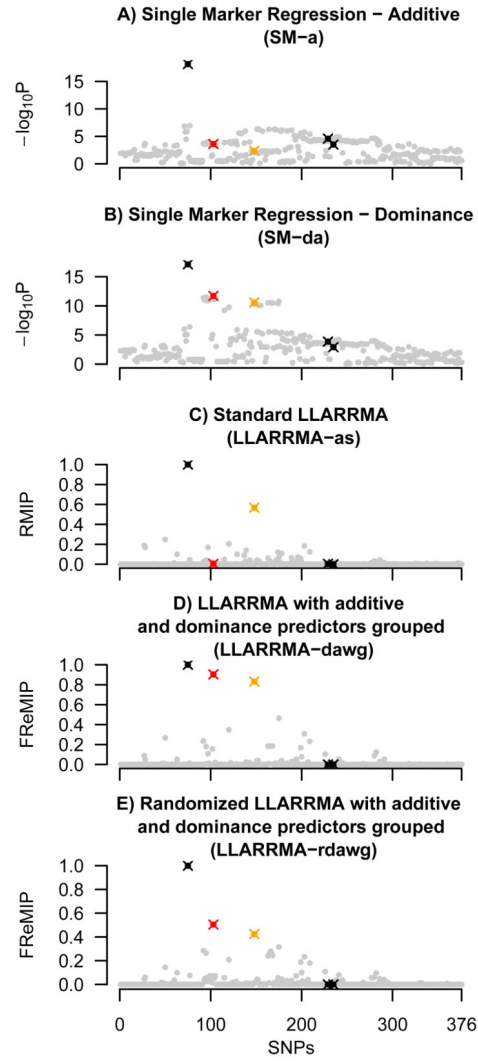 A) Single Marker Regression − Additive
(SM−a)
−log10P
15
10
5
0
B) Single Marker Regression − Dominance
(SM−da)
−log10P
15
10
5
0
C) Standard LLARRMA
(LLARRMA−as)
RMIP
1.0
0.8
0.6
0.4
0.2
0.0
D) LLARRMA with additive
and dominance predictors grouped
(LLARRMA−dawg)
FReMIP
1.0
0.8
0.6
0.4
0.2
0.0
E) Randomized LLARRMA with additive
and dominance predictors grouped
(LLARRMA−rdawg)
FReMIP
1.0
0.8
0.6
0.4
0.2
0.0
0 100 200 300 376
SNPs